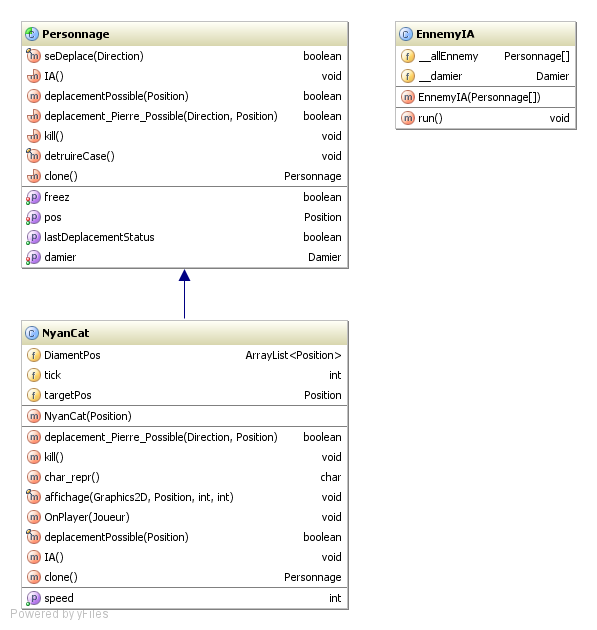 Personnage
seDeplace(Direction) boolean
IA() void
deplacementPossible(Position) boolean
deplacement_Pierre_Possible(Direction, Position) boolean
kill() void
detruireCase() void
clone() Personnage
freez boolean
pos Position
lastDeplacementStatus boolean
damier Damier
EnnemyIA
__allEnnemy Personnage[]
__damier Damier
EnnemyIA(Personnage[])
run() void
NyanCat
DiamentPos ArrayList<Position>
tick int
targetPos Position
NyanCat(Position)
deplacement_Pierre_Possible(Direction, Position) boolean
kill() void
char_repr() char
affichage(Graphics2D, Position, int, int) void
OnPlayer(Joueur) void
deplacementPossible(Position) boolean
IA() void
clone() Personnage
speed int
Powered by yFiles